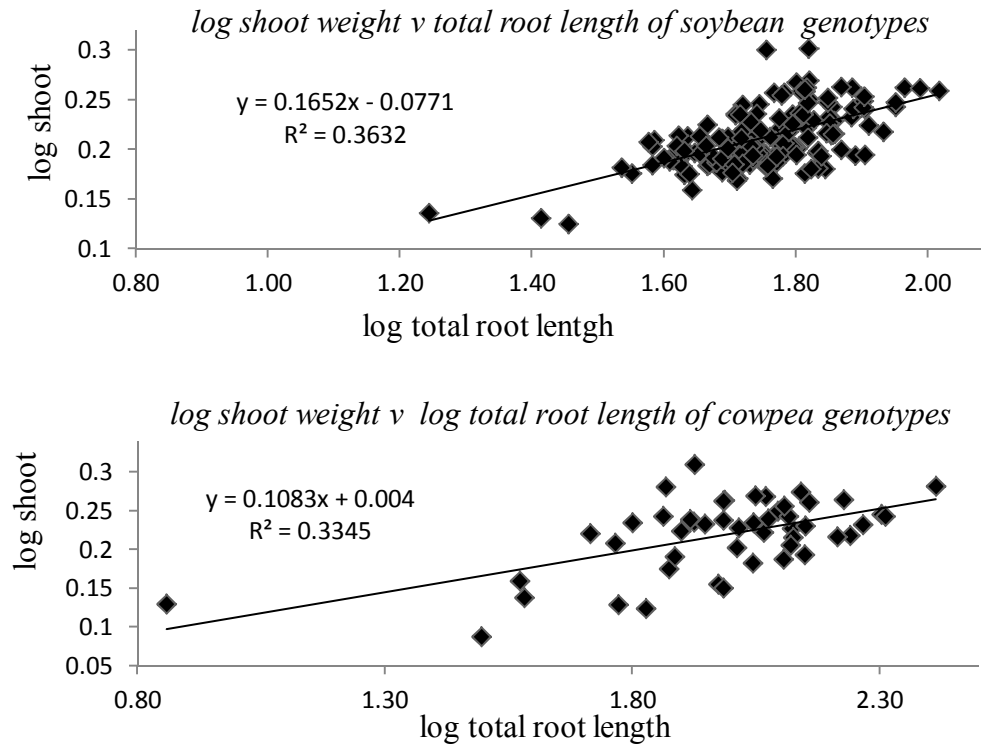 log shoot weight v total root length of soybean genotypes
0.3
0.25
0.2
0.15
0.1
log shoot
y = 0.1652x - 0.0771
R² = 0.3632
0.80 1.00 1.20 1.40 1.60 1.80 2.00
log total root lentgh
log shoot weight v log total root length of cowpea genotypes
0.3
0.25
0.2
0.15
0.1
0.05
log shoot
y = 0.1083x + 0.004
R² = 0.3345
0.80 1.30 1.80 2.30
log total root length